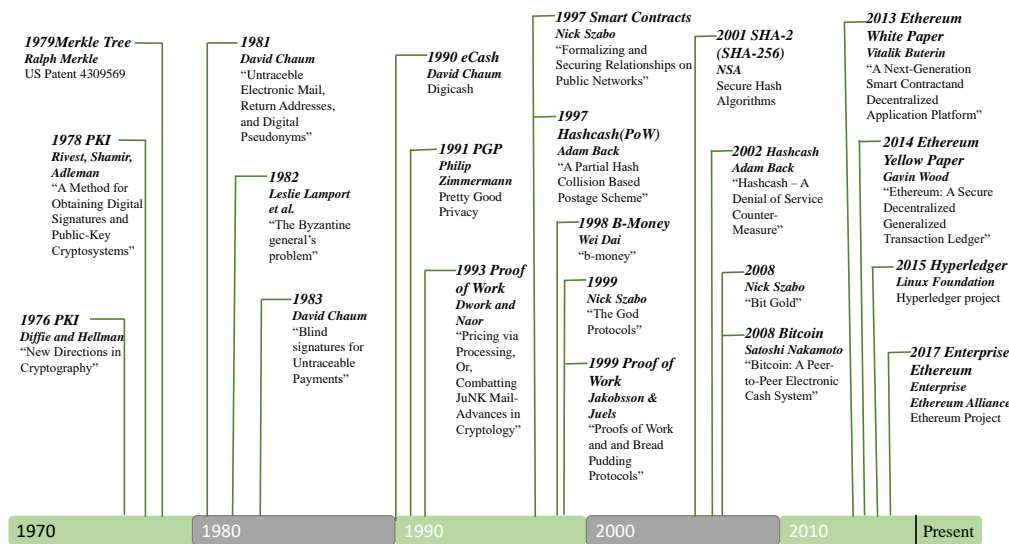 1979Merkle Tree
Ralph Merkle
US Patent 4309569
1978 PKI
Rivest, Shamir,
Adleman
“A Method for
Obtaining Digital
Signatures and
Public-Key
Cryptosystems”
1976 PKI
Diffie and Hellman
“New Directions in
Cryptography”
1981
David Chaum
“Untraceble
Electronic Mail,
Return Addresses,
and Digital
Pseudonyms”
1982
Leslie Lamport
et al.
“The Byzantine
general’s
problem”
1983
David Chaum
“Blind
signatures for
Untraceable
Payments”
1990 eCash
David Chaum
Digicash
1991 PGP
Philip
Zimmermann
Pretty Good
Privacy
1993 Proof
of Work
Dwork and
Naor
“Pricing via
Processing,
Or,
Combatting
JuNK Mail-
Advances in
Cryptology”
1997 Smart Contracts
Nick Szabo
“Formalizing and
Securing Relationships on
Public Networks”
1997
Hashcash(PoW)
Adam Back
“A Partial Hash
Collision Based
Postage Scheme”
1998 B-Money
Wei Dai
“b-money”
1999
Nick Szabo
“The God
Protocols”
1999 Proof of
Work
Jakobsson &
Juels
“Proofs of Work
and and Bread
Pudding
Protocols”
2001 SHA-2
(SHA-256)
NSA
Secure Hash
Algorithms
2002 Hashcash
Adam Back
“Hashcash – A
Denial of Service
Counter-
Measure”
2008
Nick Szabo
“Bit Gold”
2008 Bitcoin
Satoshi Nakamoto
“Bitcoin: A Peer-
to-Peer Electronic
Cash System”
2013 Ethereum
White Paper
Vitalik Buterin
“A Next-Generation
Smart Contractand
Decentralized
Application Platform”
2014 Ethereum
Yellow Paper
Gavin Wood
“Ethereum: A Secure
Decentralized
Generalized
Transaction Ledger”
2015 Hyperledger
Linux Foundation
Hyperledger project
2017 Enterprise
Ethereum
Enterprise
Ethereum Alliance
Ethereum Project
1970
1980
1990
2000
2010
Present